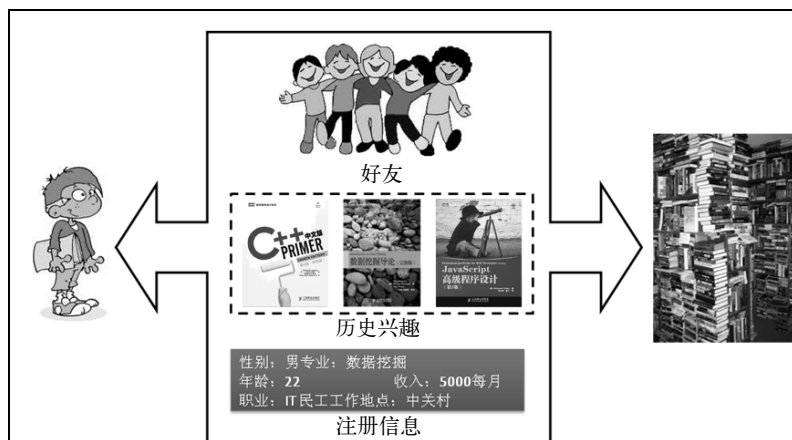 好友
C++ 中文版
PRIMER
数据挖掘导论
JavaScript
高级程序设计
历史兴趣
性别：男专业：数据挖掘
年龄：22 收入：5000每月
职业：IT民工工作地点：中关村
注册信息